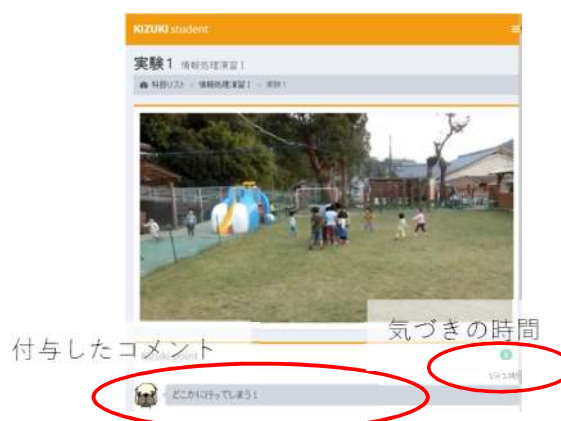 KIZUKI student
実験1 情報処理演習I
科目リスト 情報処理演習I 実験1
気づきの時間
付与したコメント
Kizuki point
どこかに行ってしまう!